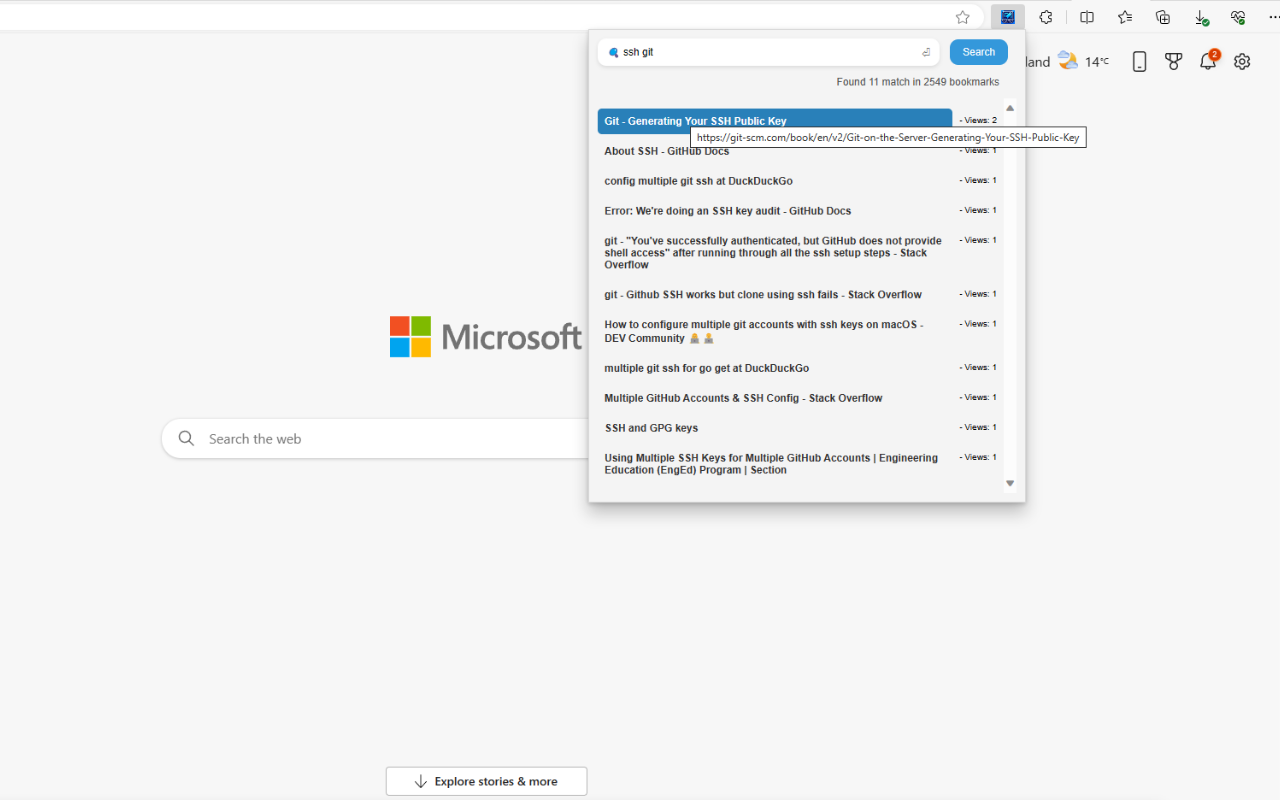 ssh git
Search
Found 11 match in 2549 bookmarks
land
14°C
2
Git - Generating Your SSH Public Key
- Views: 2
https://git-scm.com/book/en/v2/Git-on-the-Server-Generating-Your-SSH-Public-Key
About SSH - GitHub Docs
- Views: 1
config multiple git ssh at DuckDuckGo
- Views: 1
Error: We're doing an SSH key audit - GitHub Docs
- Views: 1
git - "You've successfully authenticated, but GitHub does not provide
shell access" after running through all the ssh setup steps - Stack
Overflow
- Views: 1
git - Github SSH works but clone using ssh fails - Stack Overflow
- Views: 1
How to configure multiple git accounts with ssh keys on macOS -
DEV Community
- Views: 1
multiple git ssh for go get at DuckDuckGo
- Views: 1
Multiple GitHub Accounts & SSH Config - Stack Overflow
- Views: 1
SSH and GPG keys
- Views: 1
Using Multiple SSH Keys for Multiple GitHub Accounts | Engineering
Education (EngEd) Program | Section
- Views: 1
Microsoft
Search the web
Explore stories & more